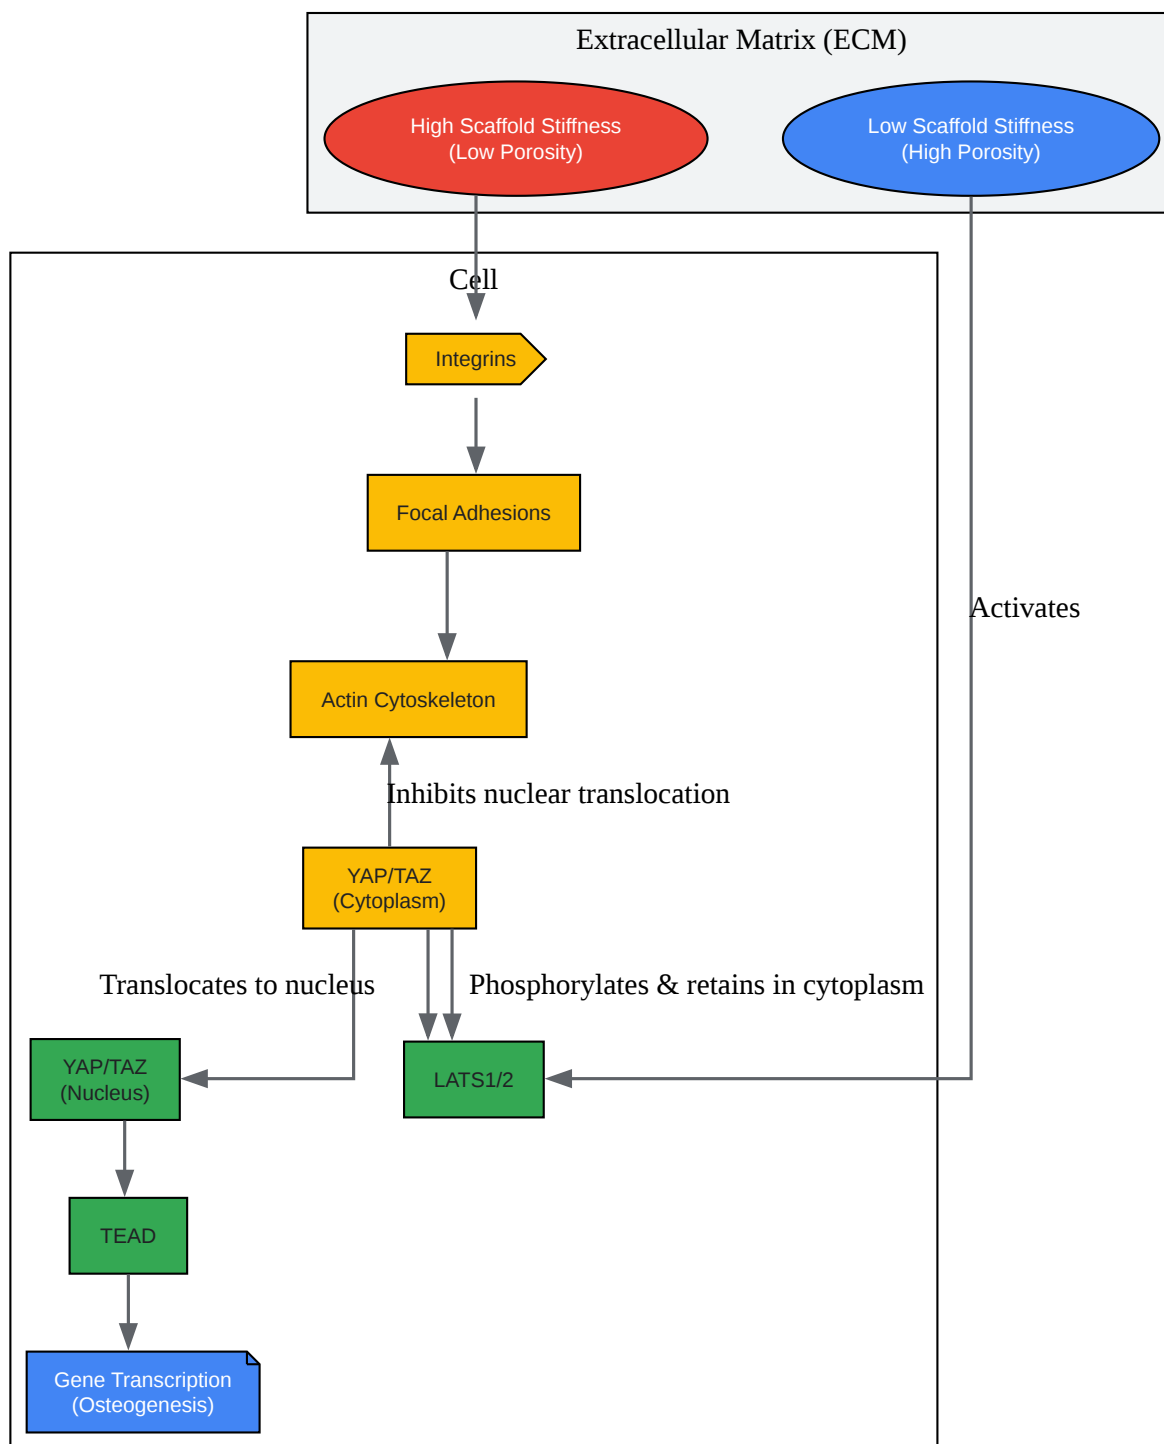 Extracellular Matrix (ECM)
High Scaffold Stiffness
(Low Porosity)
Low Scaffold Stiffness
(High Porosity)
Cell
Integrins
Focal Adhesions
Activates
Actin Cytoskeleton
Inhibits nuclear translocation
YAP/TAZ
(Cytoplasm)
Translocates to nucleus
Phosphorylates & retains in cytoplasm
YAP/TAZ
(Nucleus)
LATS1/2
TEAD
Gene Transcription
(Osteogenesis)